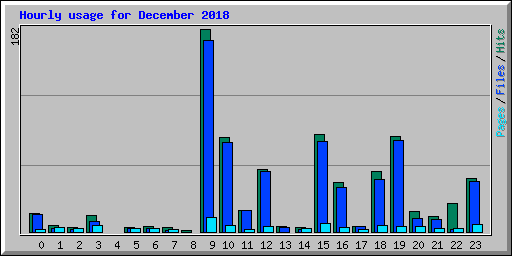 Hourly usage for December 2018
182
Pages/Files/Hits
0 1 2 3 4 5 6 7 8 9 10 11 12 13 14 15 16 17 18 19 20 21 22 23